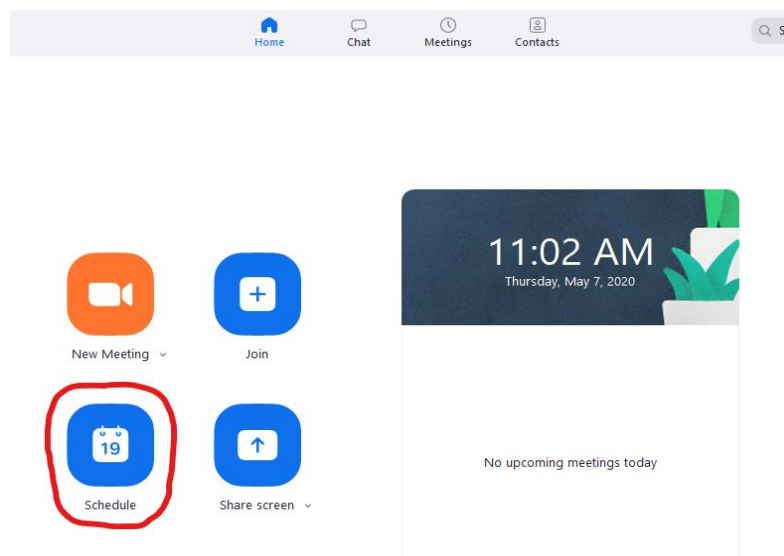 Home
Chat
Meetings
Contacts
S
11:02 AM
Thursday, May 7, 2020
New Meeting
Join
19
Schedule
Share screen
No upcoming meetings today